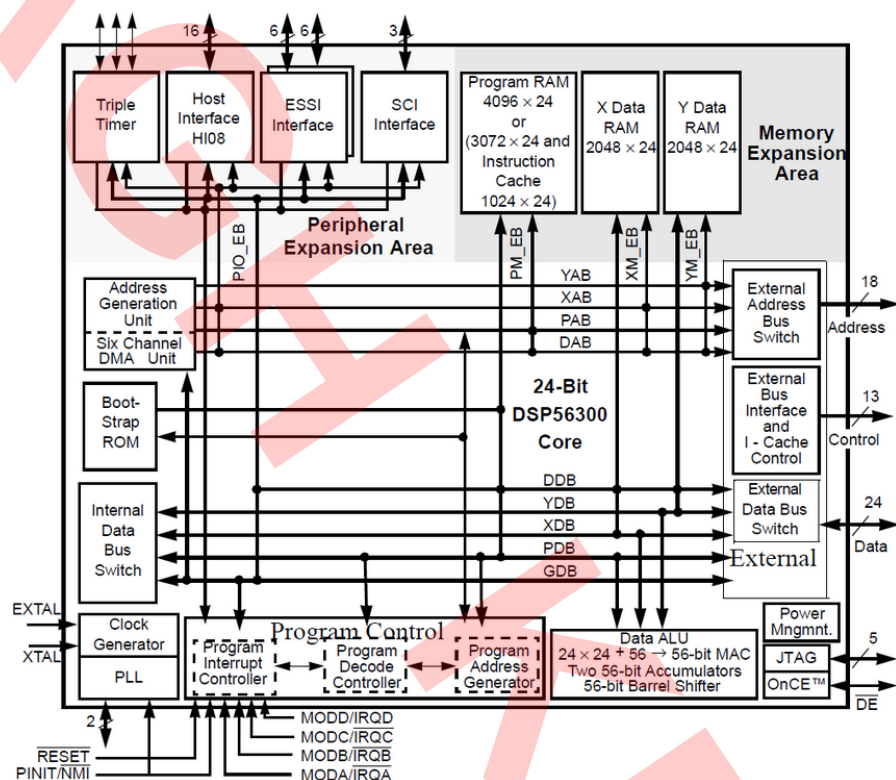 16
6
6
3
Triple
Timer
Host
Interface
HI08
ESSI
Interface
SCI
Interface
Program RAM
4096 × 24
or
(3072 × 24 and
Instruction
Cache
1024 × 24)
X Data
RAM
2048 × 24
Y Data
RAM
2048 × 24
Memory
Expansion
Area
Peripheral
Expansion Area
PIO_EB
PM_EB
XM_EB
YM_EB
Address
Generation
Unit
Six Channel
DMA Unit
YAB
XAB
PAB
DAB
External
Address
Bus
Switch
18
Address
Boot-
Strap
ROM
24-Bit
DSP56300
Core
External
Bus
Interface
and
I - Cache
Control
13
Control
Internal
Data
Bus
Switch
DDB
YDB
XDB
PDB
GDB
External
Data Bus
Switch
External
24
Data
EXTAL
XTAL
Clock
Generator
PLL
2
Program Control
Program
Interrupt
Controller
Program
Decode
Controller
Program
Address
Generator
Data ALU
24 × 24 + 56 → 56-bit MAC
Two 56-bit Accumulators
56-bit Barrel Shifter
Power
Mngmnt.
JTAG
OnCE™
5
DE
RESET
PINIT/NMI
MODD/IRQD
MODC/IRQC
MODB/IRQB
MODA/IRQA